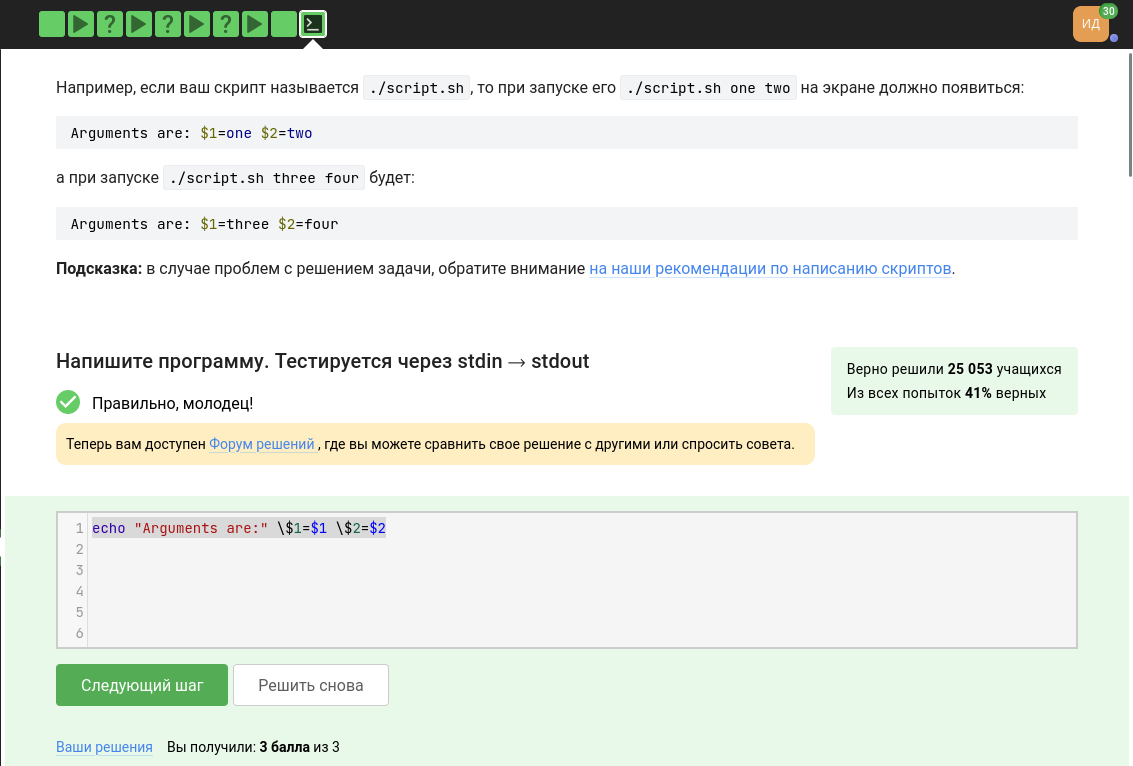 ? ? ?
ИД 30
Например, если ваш скрипт называется ./script.sh, то при запуске его ./script.sh one two на экране должно появиться:
Arguments are: $1=one $2=two
а при запуске ./script.sh three four будет:
Arguments are: $1=three $2=four
Подсказка: в случае проблем с решением задачи, обратите внимание на наши рекомендации по написанию скриптов.
Напишите программу. Тестируется через stdin → stdout
Верно решили 25 053 учащихся
Из всех попыток 41% верных
Правильно, молодец!
Теперь вам доступен Форум решений , где вы можете сравнить свое решение с другими или спросить совета.
1 echo "Arguments are:" \$1=$1 \$2=$2
2
3
4
5
6
Следующий шаг
Решить снова
Ваши решения Вы получили: 3 балла из 3